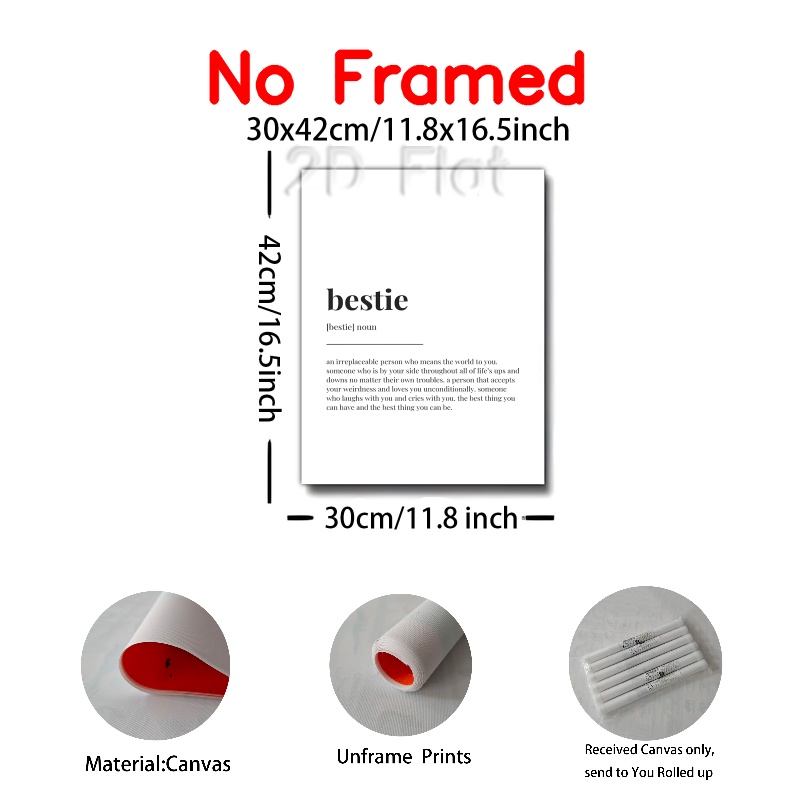 No Framed
30x42cm/11.8x16.5inch
2D Flat
42cm/16.5inch
bestie
[bestie] noun
an irreplaceable person who means the world to you.
someone who is by your side throughout all of life's ups and
downs no matter their own troubles. a person that accepts
your weirdness and loves you unconditionally. someone
who laughs with you and cries with you. the best thing you
can have and the best thing you can be.
30cm/11.8 inch
Material:Canvas
Unframe Prints
Received Canvas only,
send to You Rolled up